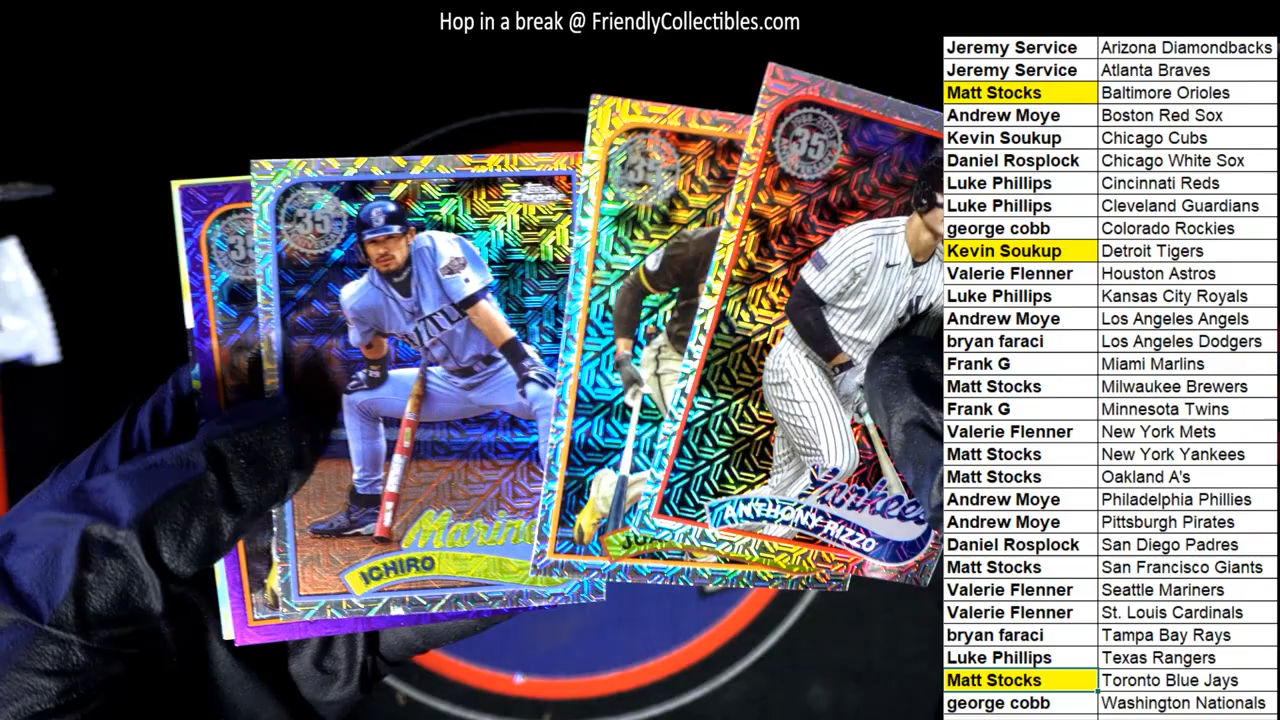 Hop in a break @ FriendlyCollectibles.com
Jeremy Service Arizona Diamondbacks
Jeremy Service Atlanta Braves
Matt Stocks Baltimore Orioles
Andrew Moye Boston Red Sox
Kevin Soukup Chicago Cubs
Daniel Rosplock Chicago White Sox
Luke Phillips Cincinnati Reds
Luke Phillips Cleveland Guardians
george cobb Colorado Rockies
Kevin Soukup Detroit Tigers
Valerie Flenner Houston Astros
Luke Phillips Kansas City Royals
Andrew Moye Los Angeles Angels
bryan faraci Los Angeles Dodgers
Frank G Miami Marlins
Matt Stocks Milwaukee Brewers
Frank G Minnesota Twins
Valerie Flenner New York Mets
Matt Stocks New York Yankees
Matt Stocks Oakland A's
Andrew Moye Philadelphia Phillies
Andrew Moye Pittsburgh Pirates
Daniel Rosplock San Diego Padres
Matt Stocks San Francisco Giants
Valerie Flenner Seattle Mariners
Valerie Flenner St. Louis Cardinals
bryan faraci Tampa Bay Rays
Luke Phillips Texas Rangers
Matt Stocks Toronto Blue Jays
george cobb Washington Nationals
35
35
35
Chrome
Marine
ICHIRO
JUA
Yankees
ANTHONY RIZZO